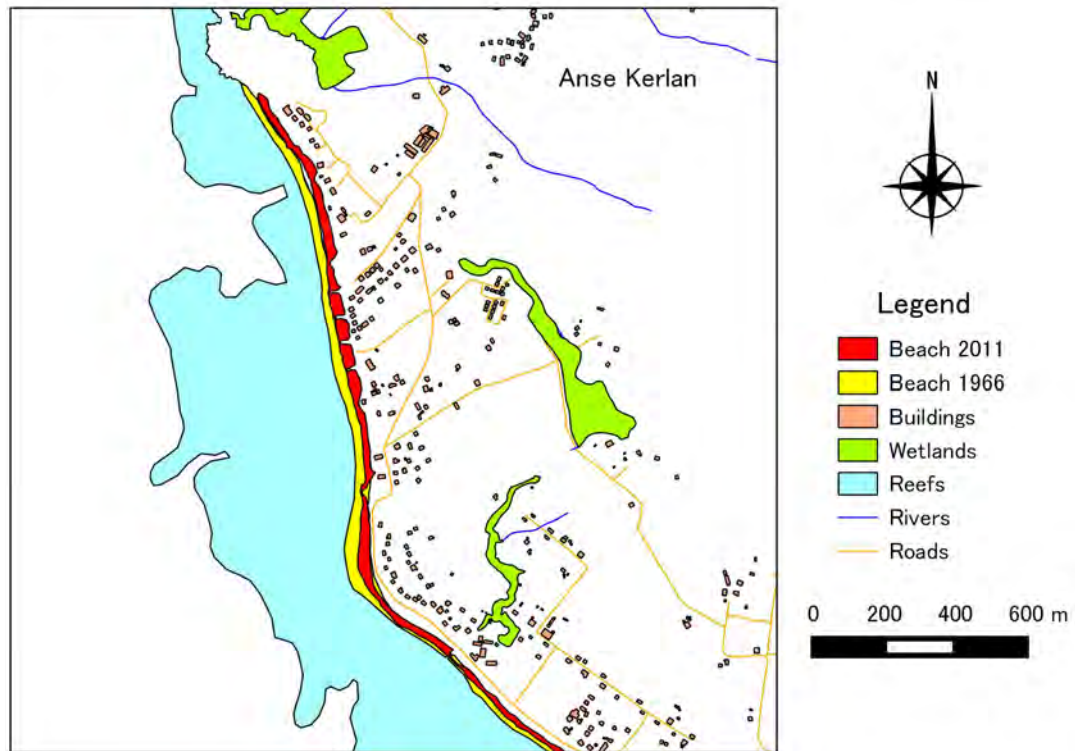 Anse Kerlan
N
Legend
Beach 2011
Beach 1966
Buildings
Wetlands
Reefs
Rivers
Roads
0 200 400 600 m